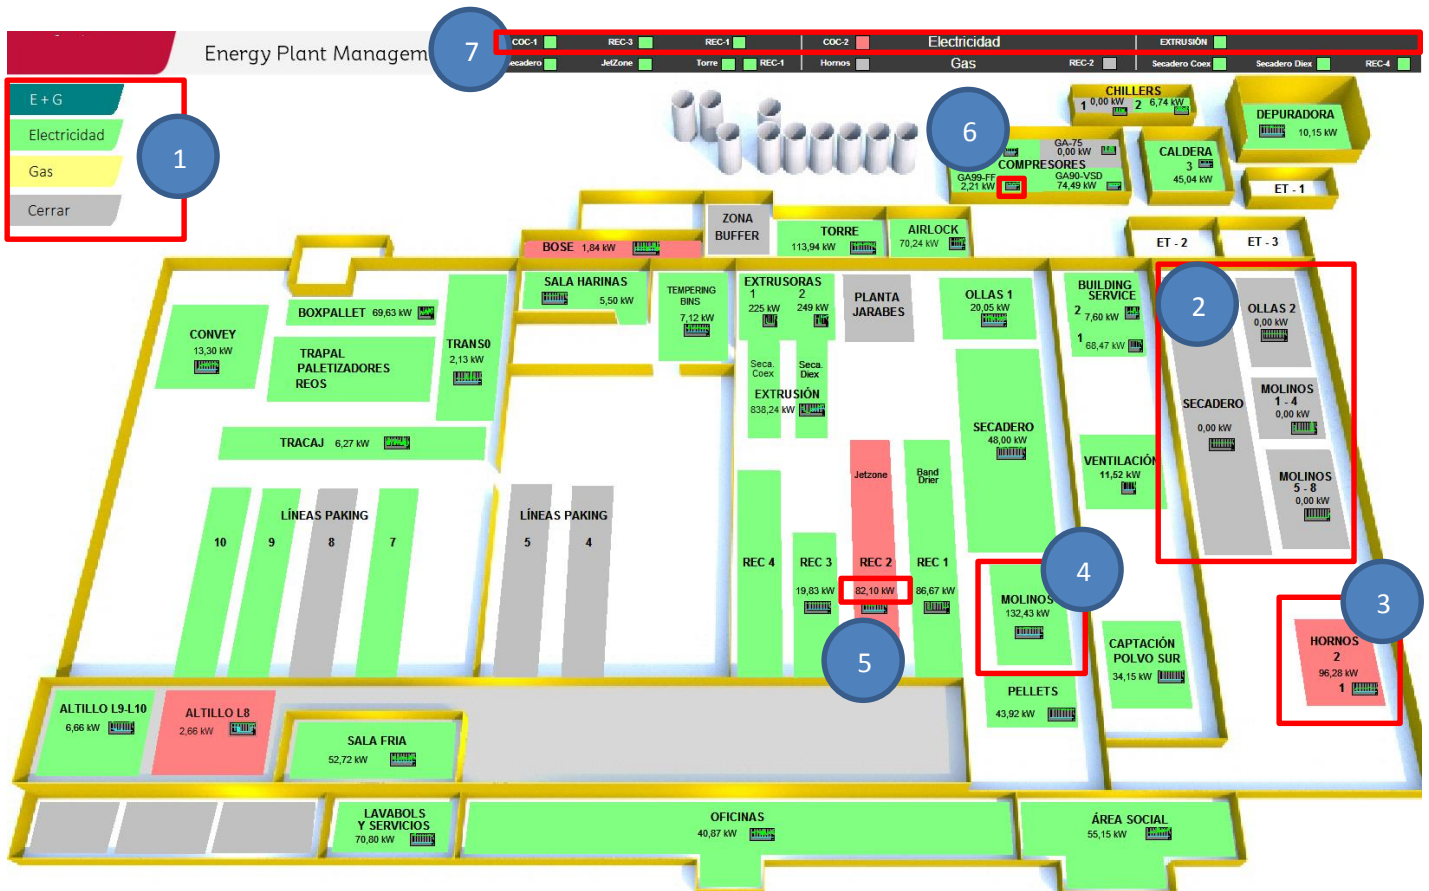 Energy Plant Managem
7
COC-1
REC-3
REC-1
COC-2
Electricidad
EXTRUSIÓN
ecadero
JetZone
Torre
REC-1
Hornos
Gas
REC-2
Secadero Coex
Secadero Diex
REC-4
E + G
Electricidad
Gas
Cerrar
1
6
CHILLERS
1 0,00 kW
2 6,74 kW
DEPURADORA
10,15 kW
GA-75
0,00 kW
COMPRESORES
GA99-FF
2,21 kW
GA90-VSD
74,49 kW
CALDERA
3
45,04 kW
ET - 1
ET - 2
ET - 3
ZONA
BUFFER
BOSE 1,84 kW
TORRE
113,94 kW
AIRLOCK
70,24 kW
SALA HARINAS
5,50 kW
TEMPERING
BINS
7,12 kW
EXTRUSORAS
1 2
225 kW 249 kW
PLANTA
JARABES
OLLAS 1
20,05 kW
BUILDING
SERVICE
2 7,60 kW
1 68,47 kW
2
OLLAS 2
0,00 kW
BOXPALLET 69,63 kW
CONVEY
13,30 kW
TRAPAL
PALETIZADORES
REOS
TRANS0
2,13 kW
Seca.
Coex
Seca.
Diex
EXTRUSIÓN
838,24 kW
SECADERO
48,00 kW
SECADERO
0,00 kW
MOLINOS
1 - 4
0,00 kW
TRACAJ 6,27 kW
VENTILACIÓN
11,52 kW
MOLINOS
5 - 8
0,00 kW
Jetzone
Band
Drier
LÍNEAS PAKING
10
9
8
7
LÍNEAS PAKING
5
4
REC 4
REC 3
19,83 kW
REC 2
82,10 kW
REC 1
86,67 kW
4
MOLINOS
132,43 kW
3
5
HORNOS
2
96,28 kW
1
CAPTACIÓN
POLVO SUR
34,15 kW
PELLETS
43,92 kW
ALTILLO L9-L10
6,66 kW
ALTILLO L8
2,66 kW
SALA FRIA
52,72 kW
LAVABOLS
Y SERVICIOS
70,80 kW
OFICINAS
40,87 kW
ÁREA SOCIAL
55,15 kW